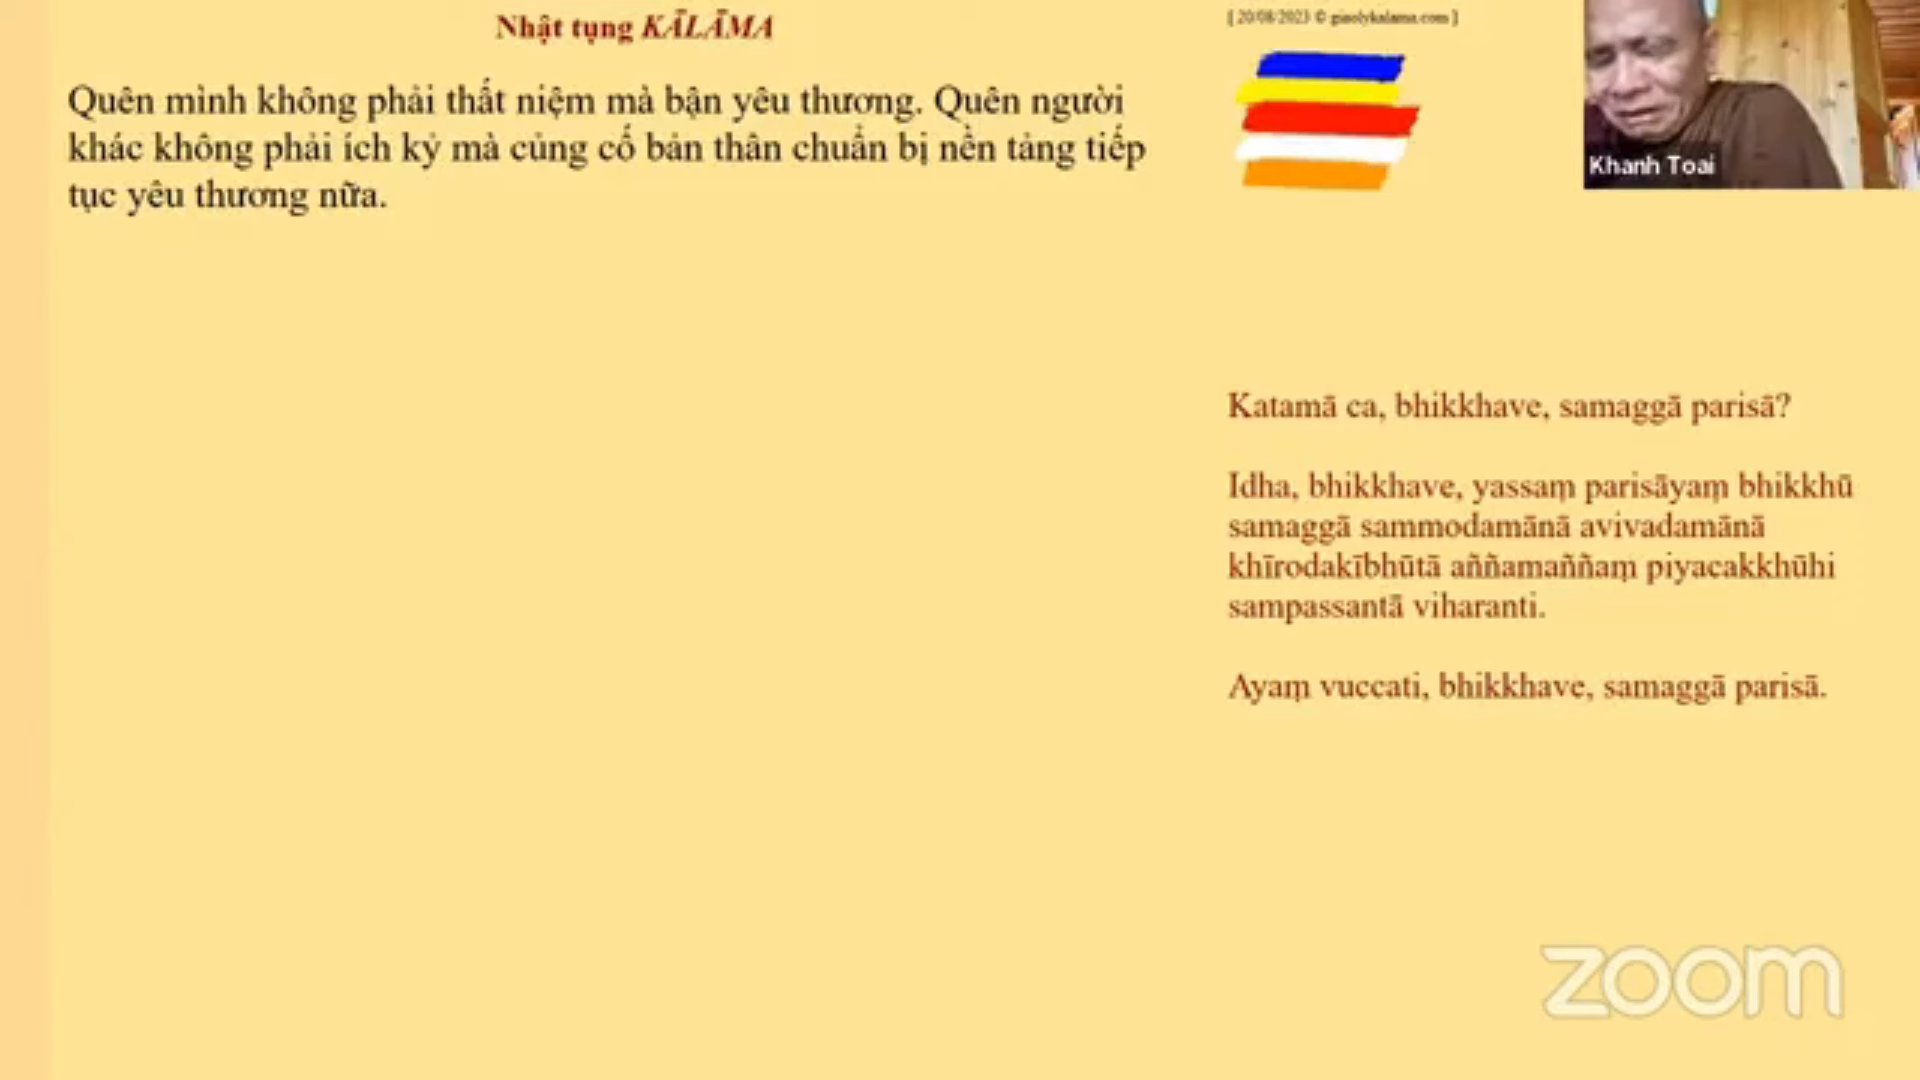 Nhật tụng KĀLĀMA
Quên mình không phải thất niệm mà bận yêu thương. Quên người
khác không phải ích kỷ mà củng cố bản thân chuẩn bị nền tảng tiếp
tục yêu thương nữa.
[ 20/08/2023 © giaolykalama.com ]
Khanh Toai
Katamā ca, bhikkhave, samaggā parisā?
Idha, bhikkhave, yassaṃ parisāyaṃ bhikkhū
samaggā sammodamānā avivadamānā
khīrodakībhūtā aññamaññaṃ piyacakkhūhi
sampassantā viharanti.
Ayaṃ vuccati, bhikkhave, samaggā parisā.
zoom